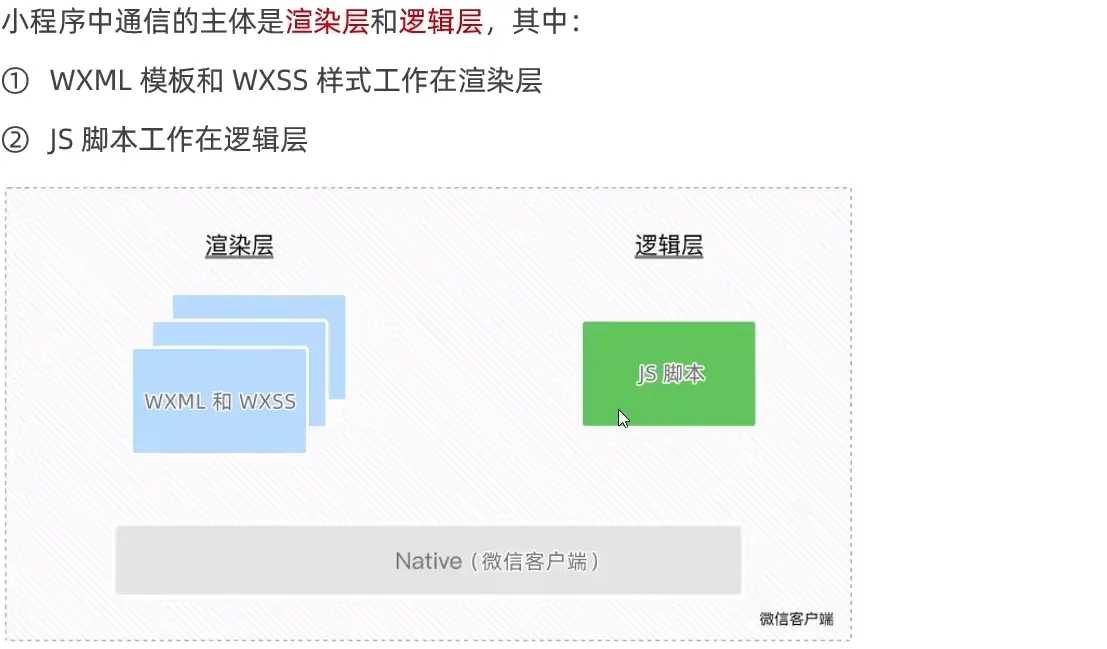 小程序中通信的主体是渲染层和逻辑层，其中：
① WXML 模板和 WXSS 样式工作在渲染层
② JS 脚本工作在逻辑层
渲染层
逻辑层
JS 脚本
WXML 和 WXSS
Native（微信客户端）
微信客户端